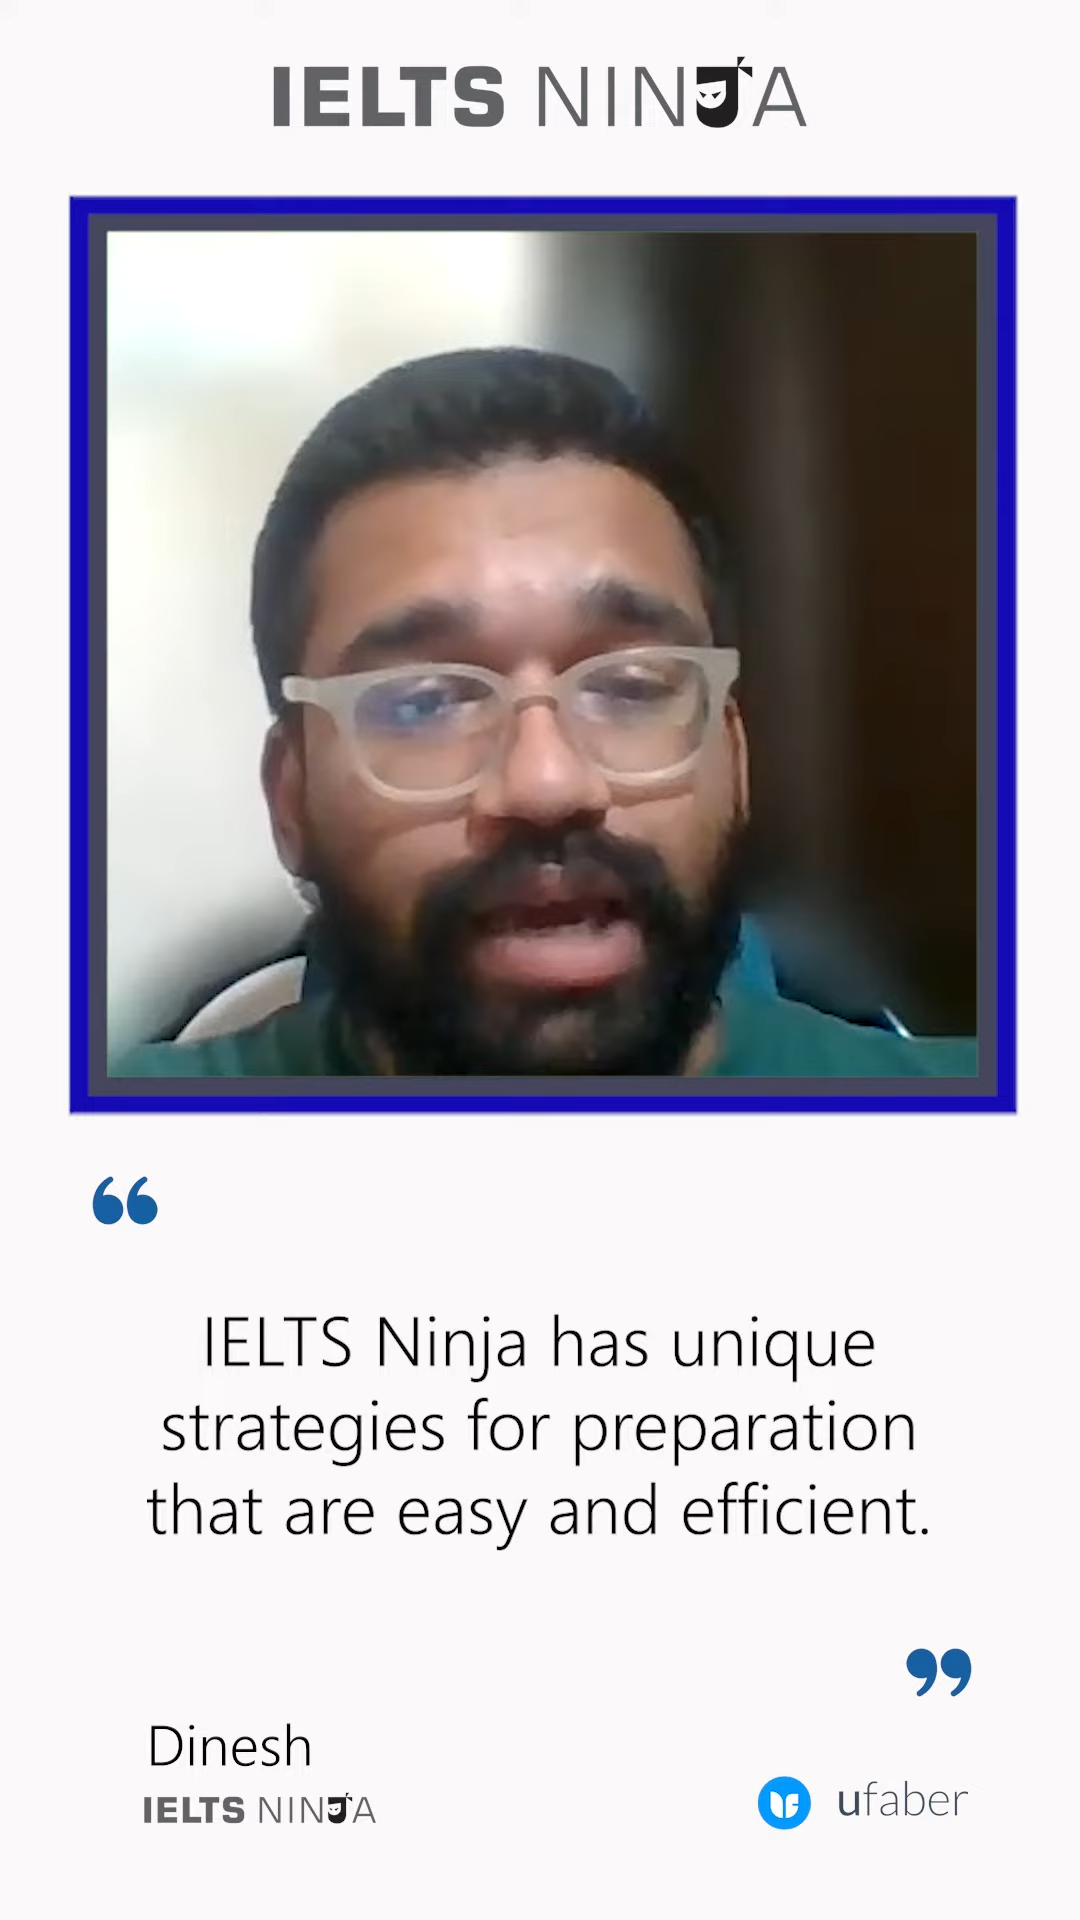 IELTS NINJA
“
IELTS Ninja has unique
strategies for preparation
that are easy and efficient.
”
Dinesh
IELTS NINJA
ufaber